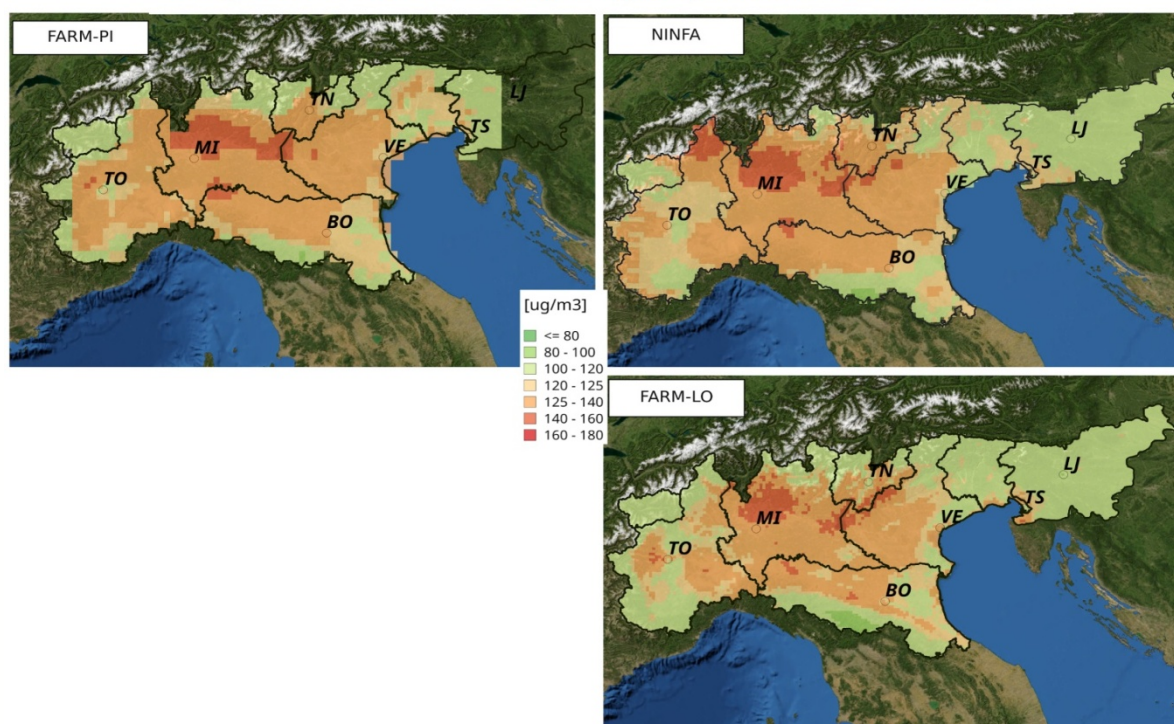 FARM-PI
TN
LJ
MI
TS
VE
TO
BO
NINFA
TN
LJ
TS
MI
VE
TO
BO
[ug/m3]
<= 80
80 - 100
100 - 120
120 - 125
125 - 140
140 - 160
160 - 180
FARM-LO
TN
LJ
TS
MI
VE
TO
BO